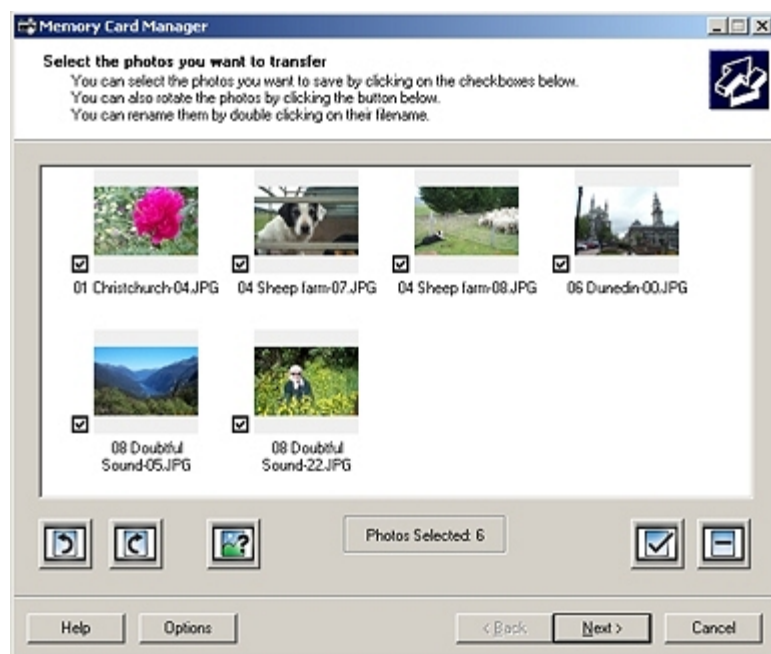 Memory Card Manager
Select the photos you want to transfer
You can select the photos you want to save by clicking on the checkboxes below.
You can also rotate the photos by clicking the button below.
You can rename them by double clicking on their filename.
01 Christchurch-04.JPG
04 Sheep farm-07.JPG
04 Sheep farm-08.JPG
06 Dunedin-00.JPG
08 Doubtful
Sound-05.JPG
08 Doubtful
Sound-22.JPG
?
Photos Selected: 6
Help
Options
< Back
Next >
Cancel